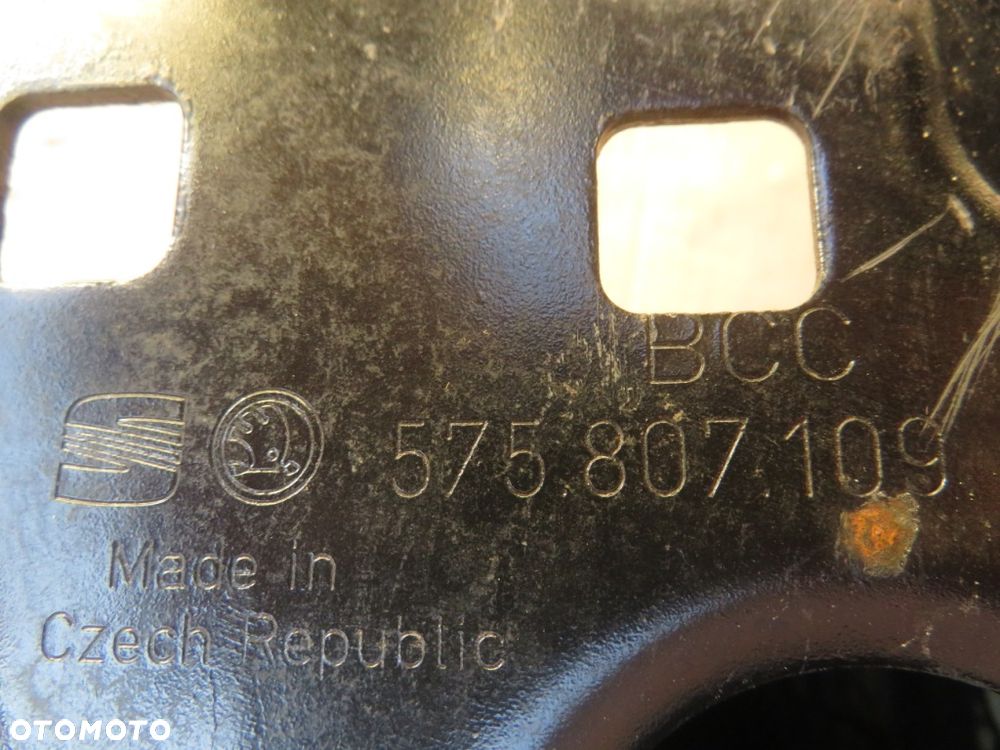 BCC
575.807.109
Made in
Czech Republic
OTOMOTO